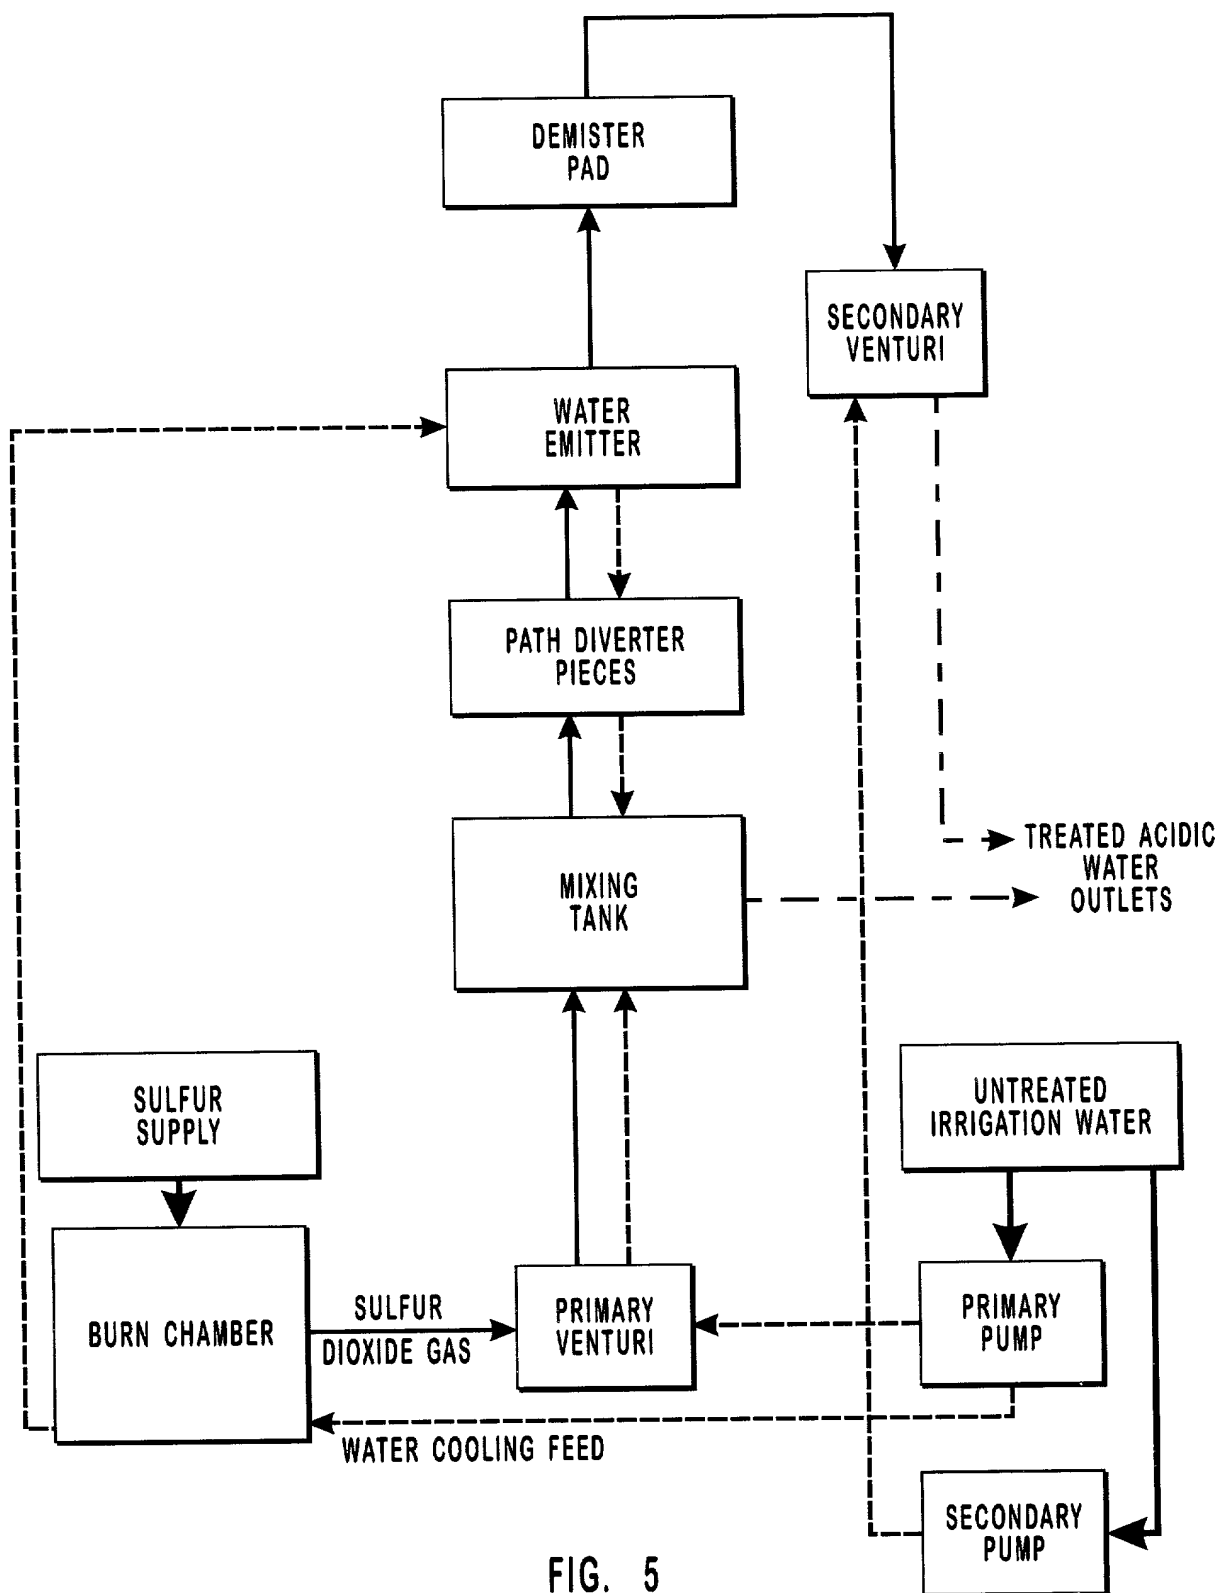 DEMISTER
PAD
SECONDARY
VENTURI
WATER
EMITTER
PATH DIVERTER
PIECES
TREATED ACIDIC
WATER
OUTLETS
MIXING
TANK
SULFUR
SUPPLY
UNTREATED
IRRIGATION WATER
BURN CHAMBER
SULFUR
DIOXIDE GAS
PRIMARY
VENTURI
PRIMARY
PUMP
WATER COOLING FEED
SECONDARY
PUMP
FIG. 5